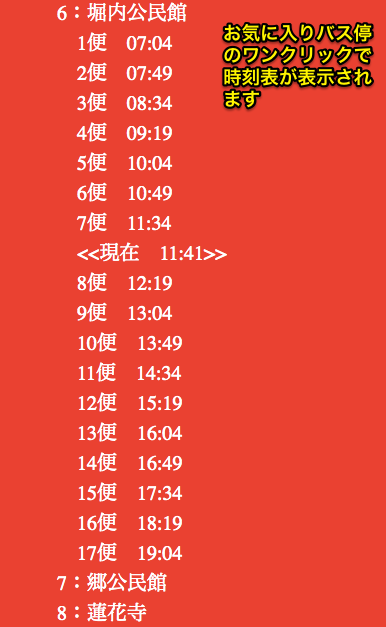 6：堀内公民館
お気に入りバス停
のワンクリックで
時刻表が表示され
ます
1便　07:04
2便　07:49
3便　08:34
4便　09:19
5便　10:04
6便　10:49
7便　11:34
<<現在　11:41>>
8便　12:19
9便　13:04
10便　13:49
11便　14:34
12便　15:19
13便　16:04
14便　16:49
15便　17:34
16便　18:19
17便　19:04
7：郷公民館
8：蓮花寺